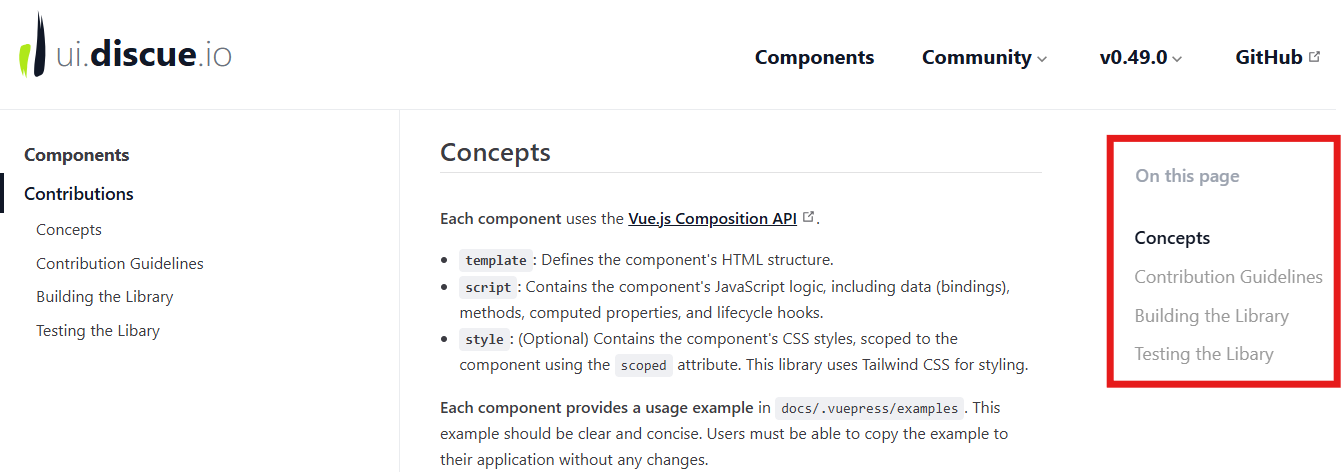 ui.discue.io
Components
Community
v0.49.0
GitHub
Components
Contributions
Concepts
Contribution Guidelines
Building the Library
Testing the Libary
Concepts
Each component uses the Vue.js Composition API.
template: Defines the component's HTML structure.
script: Contains the component's JavaScript logic, including data (bindings),
methods, computed properties, and lifecycle hooks.
style: (Optional) Contains the component's CSS styles, scoped to the
component using the scoped attribute. This library uses Tailwind CSS for styling.
Each component provides a usage example in docs/.vuepress/examples. This
example should be clear and concise. Users must be able to copy the example to
their application without any changes.
On this page
Concepts
Contribution Guidelines
Building the Library
Testing the Libary